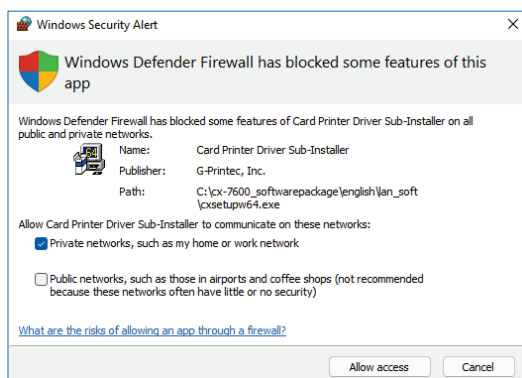 Windows Security Alert
Windows Defender Firewall has blocked some features of this
app
Windows Defender Firewall has blocked some features of Card Printer Driver Sub-Installer on all
public and private networks.
64
Name: Card Printer Driver Sub-Installer
Publisher: G-Printec, Inc.
Path: C:\cx-7600_softwarepackage\english\lan_soft
\cxsetupw64.exe
Allow Card Printer Driver Sub-Installer to communicate on these networks:
Private networks, such as my home or work network
Public networks, such as those in airports and coffee shops (not recommended
because these networks often have little or no security)
What are the risks of allowing an app through a firewall?
Allow access Cancel